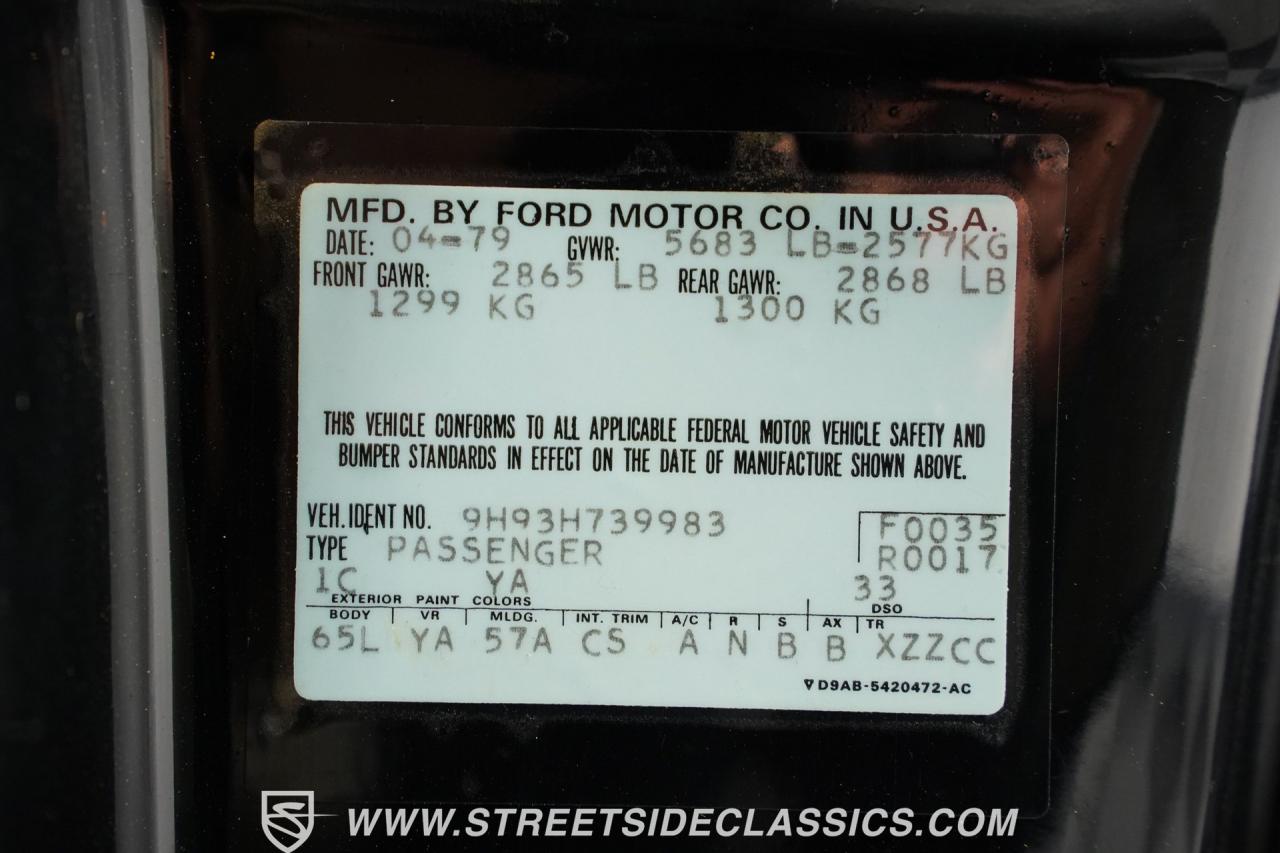 MFD. BY FORD MOTOR CO. IN U.S.A.
DATE: 04-79 GVWR: 5683 LB=2577KG
FRONT GAWR: 2865 LB REAR GAWR: 2868 LB
1299 KG 1300 KG
THIS VEHICLE CONFORMS TO ALL APPLICABLE FEDERAL MOTOR VEHICLE SAFETY AND
BUMPER STANDARDS IN EFFECT ON THE DATE OF MANUFACTURE SHOWN ABOVE.
VEH. IDENT NO. 9H93H739983 F0035
TYPE PASSENGER R0017
1C YA 33
EXTERIOR PAINT COLORS DSO
BODY VR MLDG. INT. TRIM A/C R S AX TR
65L YA 57A CS A N B B XZZCC
D9AB-5420472-AC
WWW.STREETSIDECLASSICS.COM